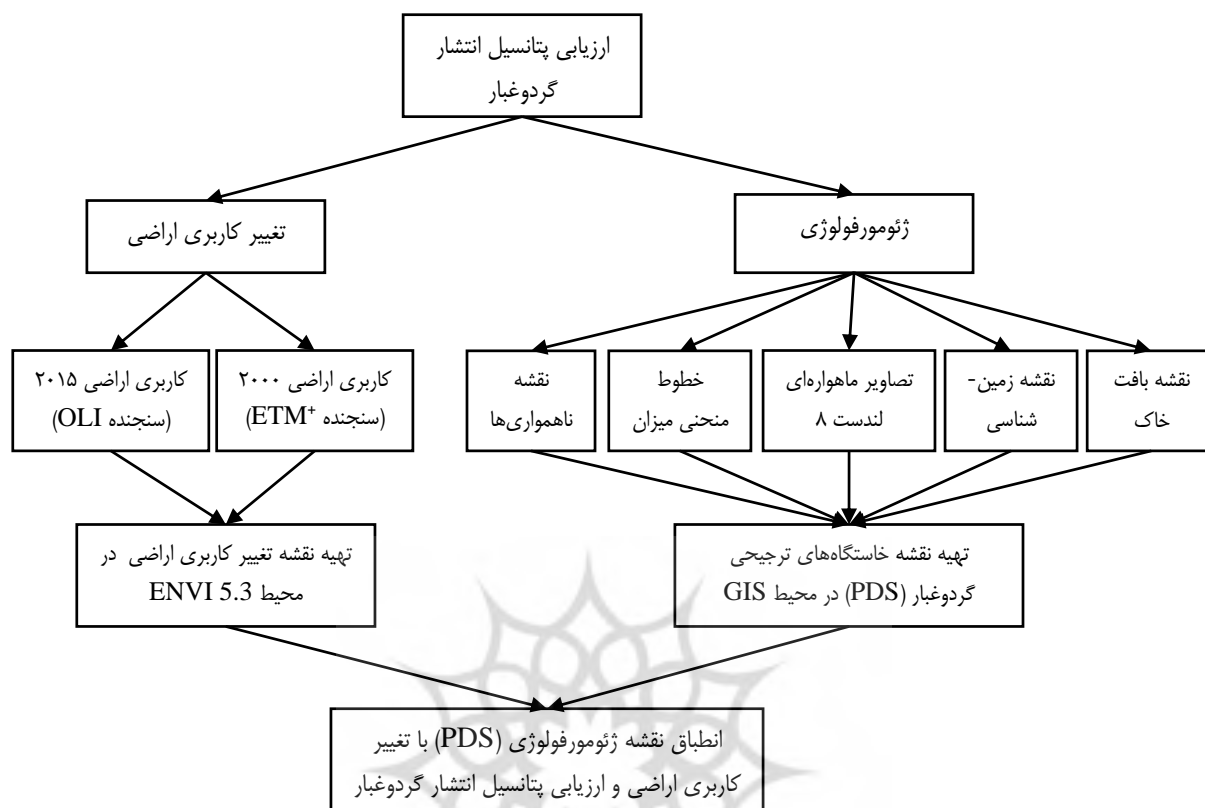 ارزیابی پتانسیل انتشار
گردوغبار
ژئومورفولوژی
تغییر کاربری اراضی
نقشه بافت
خاک
نقشه زمین-
شناسی
تصاویر ماهواره‌ای
لندست ۸
خطوط
منحنی میزان
نقشه
ناهمواری‌ها
کاربری اراضی ۲۰۰۰
(سنجنده ETM⁺)
کاربری اراضی ۲۰۱۵
(سنجنده OLI)
تهیه نقشه خاستگاه‌های ترجیحی
گردوغبار (PDS) در محیط GIS
تهیه نقشه تغییر کاربری اراضی در
محیط ENVI 5.3
انطباق نقشه ژئومورفولوژی (PDS) با تغییر
کاربری اراضی و ارزیابی پتانسیل انتشار گردوغبار